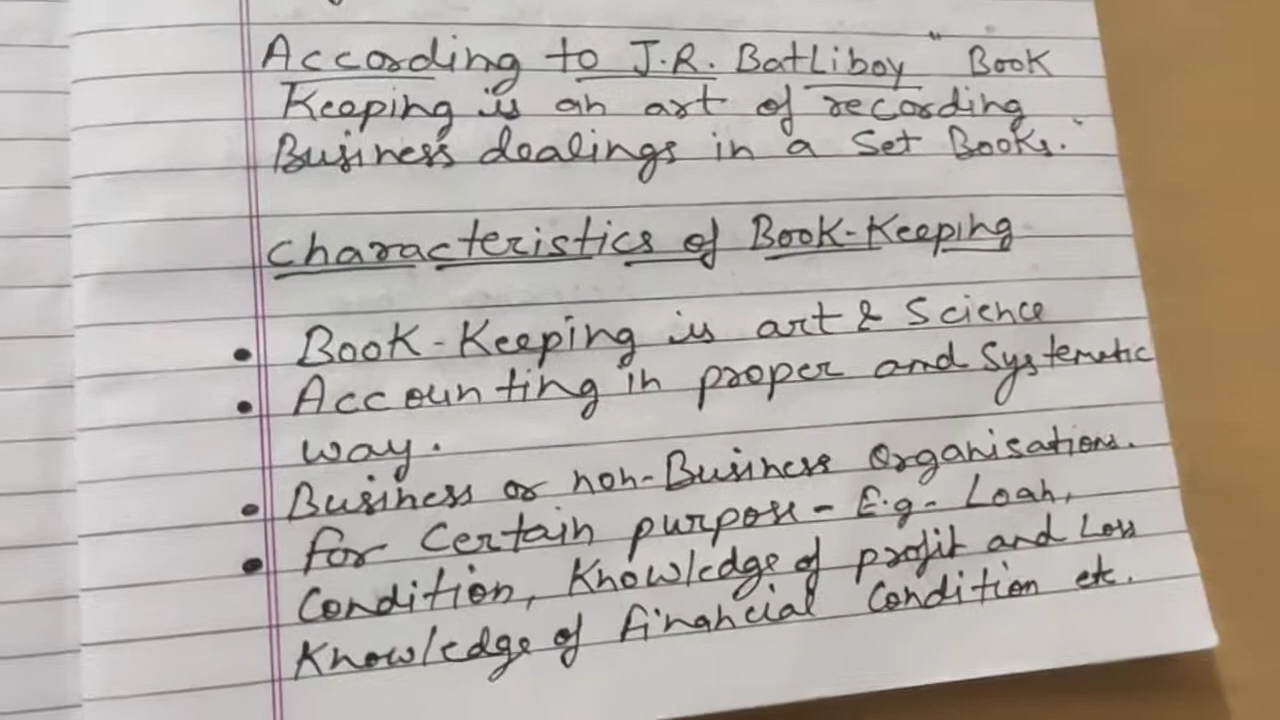 According to J.R. Batliboy "Book
Keeping is an art of recording
Business dealings in a Set Books."
Characteristics of Book-Keeping
• Book-Keeping is art & Science
• Accounting in proper and Systematic
way.
• Business or non-Business Organisations.
• for Certain purpose - E.g- Loan,
Condition, Knowledge of profit and Loss
Knowledge of financial Condition etc.